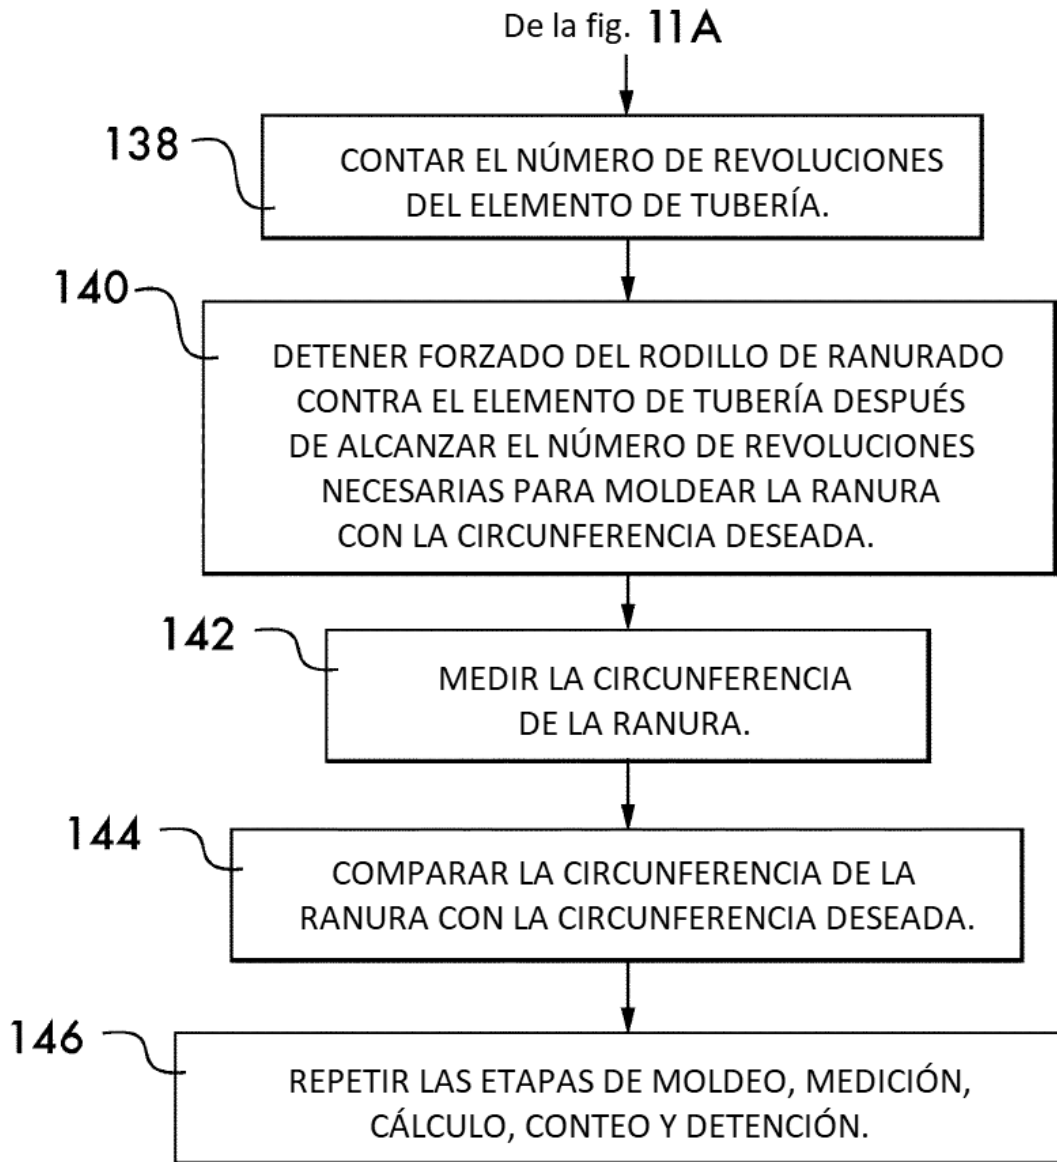 De la fig. 11A
138
CONTAR EL NÚMERO DE REVOLUCIONES
DEL ELEMENTO DE TUBERÍA.
140
DETENER FORZADO DEL RODILLO DE RANURADO
CONTRA EL ELEMENTO DE TUBERÍA DESPUÉS
DE ALCANZAR EL NÚMERO DE REVOLUCIONES
NECESARIAS PARA MOLDEAR LA RANURA
CON LA CIRCUNFERENCIA DESEADA.
142
MEDIR LA CIRCUNFERENCIA
DE LA RANURA.
144
COMPARAR LA CIRCUNFERENCIA DE LA
RANURA CON LA CIRCUNFERENCIA DESEADA.
146
REPETIR LAS ETAPAS DE MOLDEO, MEDICIÓN,
CÁLCULO, CONTEO Y DETENCIÓN.